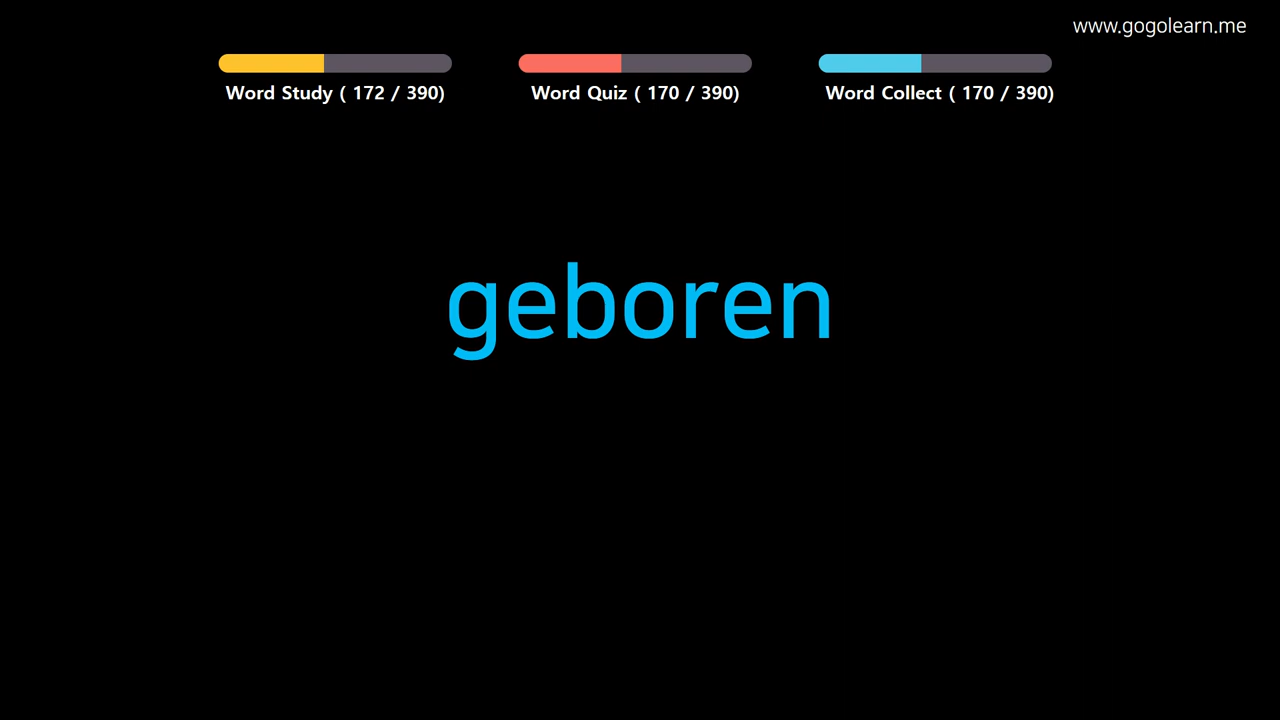 www.gogolearn.me
Word Study ( 172 / 390)
Word Quiz ( 170 / 390)
Word Collect ( 170 / 390)
geboren